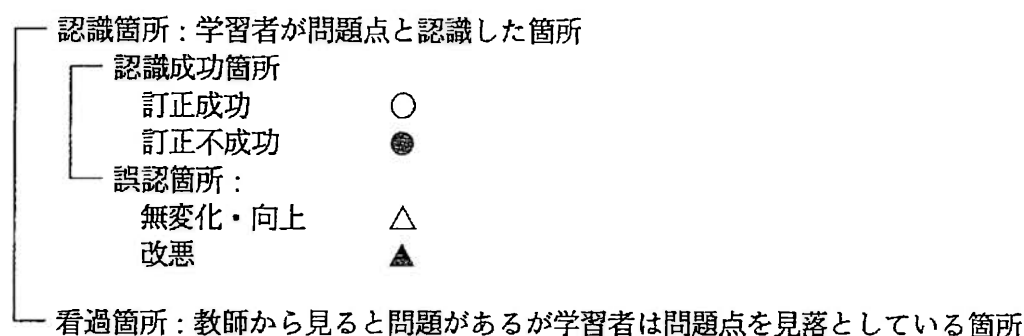 認識箇所：学習者が問題点と認識した箇所
認識成功箇所
訂正成功 ○
訂正不成功 ●
誤認箇所：
無変化・向上 △
改悪 ▲
看過箇所：教師から見ると問題があるが学習者は問題点を見落としている箇所